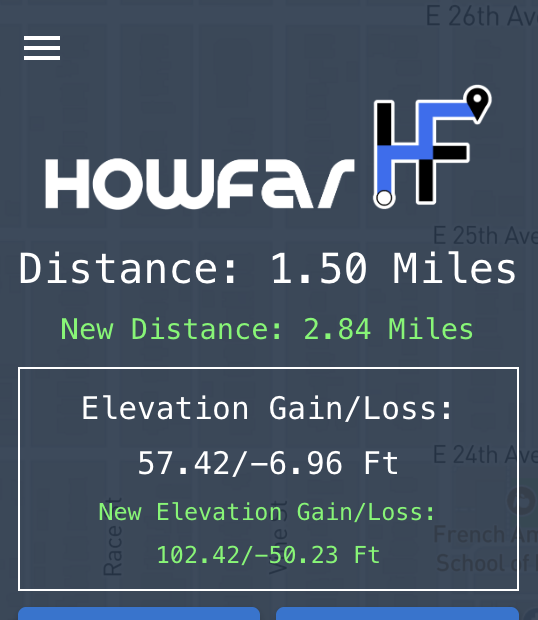 E 26th Av
HOWFAR
HF
E 25th Ave
Distance: 1.50 Miles
New Distance: 2.84 Miles
Elevation Gain/Loss:
57.42/-6.96 Ft
E 24th Ave
New Elevation Gain/Loss:
102.42/-50.23 Ft
Race St
Vine St
French Am
School of